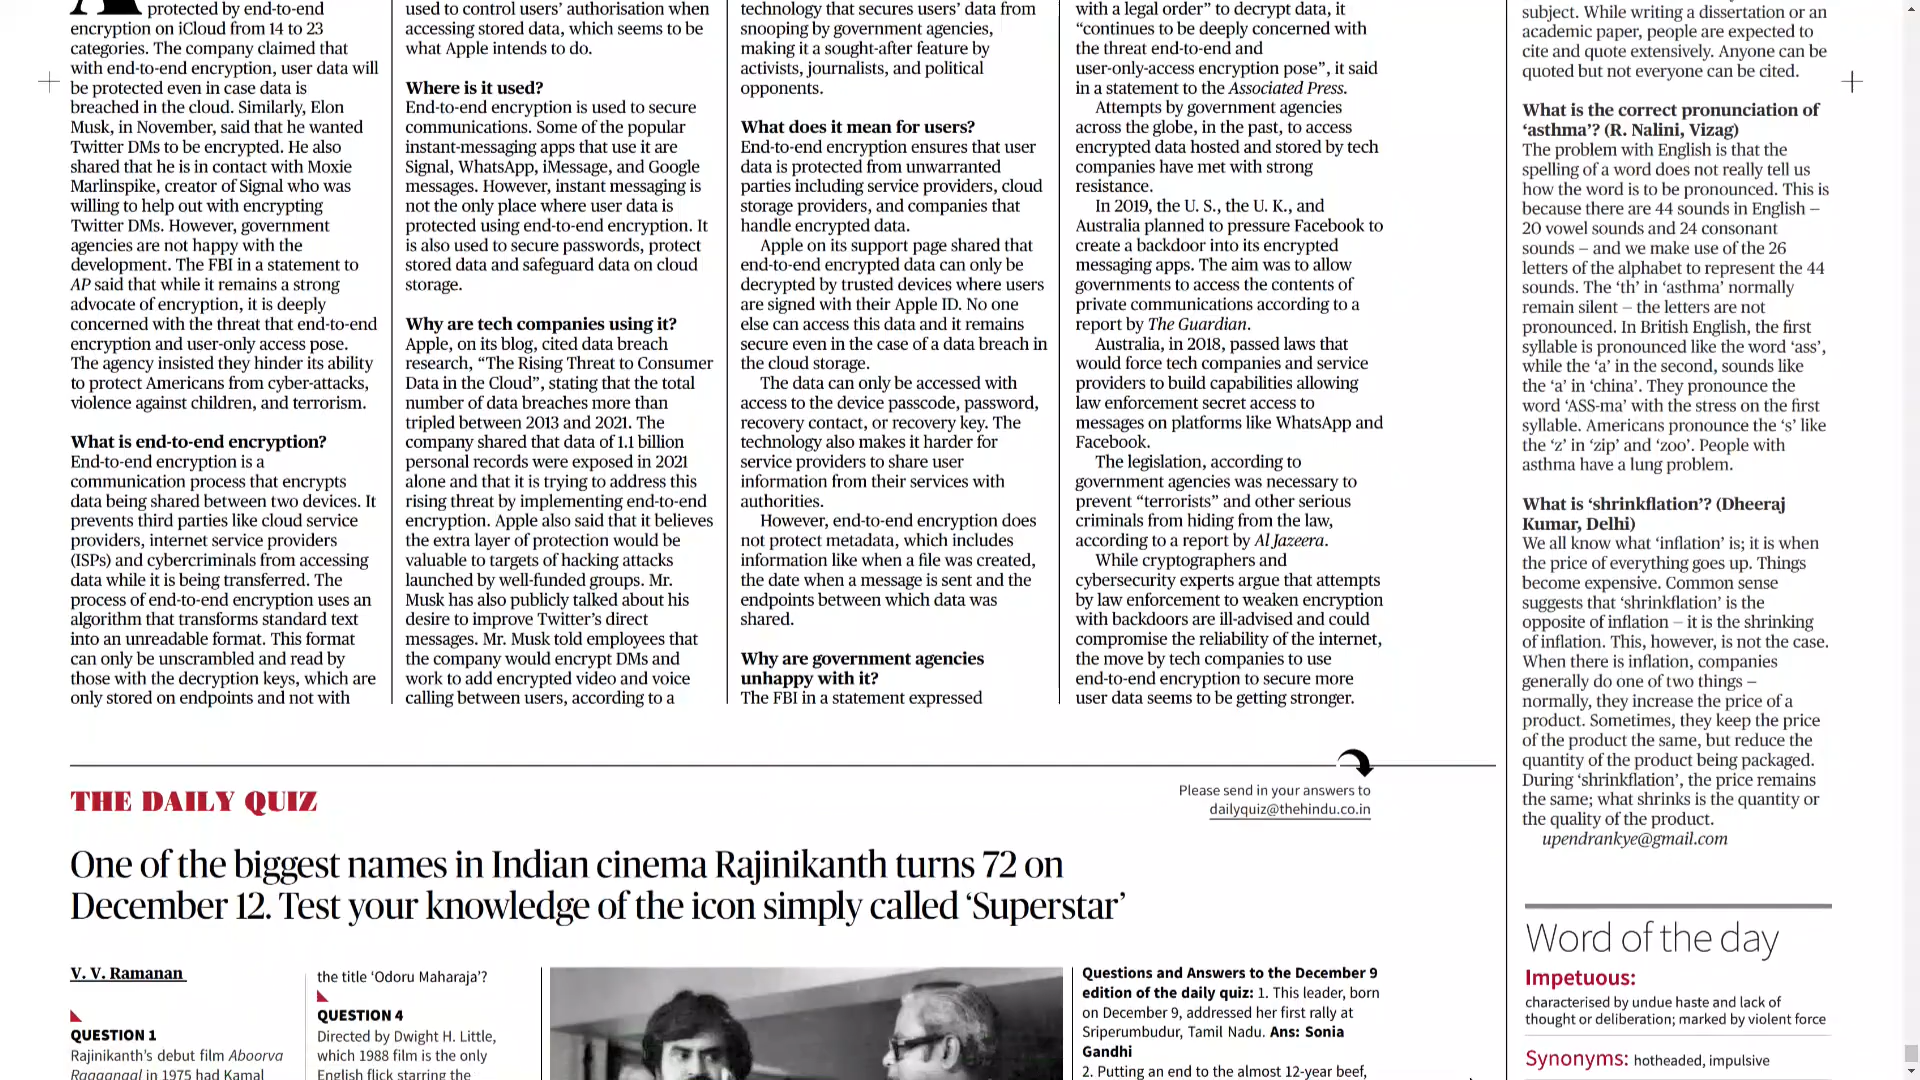 protected by end-to-end
encryption on iCloud from 14 to 23
categories. The company claimed that
with end-to-end encryption, user data will
be protected even in case data is
breached in the cloud. Similarly, Elon
Musk, in November, said that he wanted
Twitter DMs to be encrypted. He also
shared that he is in contact with Moxie
Marlinspike, creator of Signal who was
willing to help out with encrypting
Twitter DMs. However, government
agencies are not happy with the
development. The FBI in a statement to
AP said that while it remains a strong
advocate of encryption, it is deeply
concerned with the threat that end-to-end
encryption and user-only access pose.
The agency insisted they hinder its ability
to protect Americans from cyber-attacks,
violence against children, and terrorism.
What is end-to-end encryption?
End-to-end encryption is a
communication process that encrypts
data being shared between two devices. It
prevents third parties like cloud service
providers, internet service providers
(ISPs) and cybercriminals from accessing
data while it is being transferred. The
process of end-to-end encryption uses an
algorithm that transforms standard text
into an unreadable format. This format
can only be unscrambled and read by
those with the decryption keys, which are
only stored on endpoints and not with
used to control users’ authorisation when
accessing stored data, which seems to be
what Apple intends to do.
Where is it used?
End-to-end encryption is used to secure
communications. Some of the popular
instant-messaging apps that use it are
Signal, WhatsApp, iMessage, and Google
messages. However, instant messaging is
not the only place where user data is
protected using end-to-end encryption. It
is also used to secure passwords, protect
stored data and safeguard data on cloud
storage.
Why are tech companies using it?
Apple, on its blog, cited data breach
research, “The Rising Threat to Consumer
Data in the Cloud”, stating that the total
number of data breaches more than
tripled between 2013 and 2021. The
company shared that data of 1.1 billion
personal records were exposed in 2021
alone and that it is trying to address this
rising threat by implementing end-to-end
encryption. Apple also said that it believes
the extra layer of protection would be
valuable to targets of hacking attacks
launched by well-funded groups. Mr.
Musk has also publicly talked about his
desire to improve Twitter’s direct
messages. Mr. Musk told employees that
the company would encrypt DMs and
work to add encrypted video and voice
calling between users, according to a
technology that secures users’ data from
snooping by government agencies,
making it a sought-after feature by
activists, journalists, and political
opponents.
What does it mean for users?
End-to-end encryption ensures that user
data is protected from unwarranted
parties including service providers, cloud
storage providers, and companies that
handle encrypted data.
Apple on its support page shared that
end-to-end encrypted data can only be
decrypted by trusted devices where users
are signed with their Apple ID. No one
else can access this data and it remains
secure even in the case of a data breach in
the cloud storage.
The data can only be accessed with
access to the device passcode, password,
recovery contact, or recovery key. The
technology also makes it harder for
service providers to share user
information from their services with
authorities.
However, end-to-end encryption does
not protect metadata, which includes
information like when a file was created,
the date when a message is sent and the
endpoints between which data was
shared.
Why are government agencies
unhappy with it?
The FBI in a statement expressed
with a legal order” to decrypt data, it
“continues to be deeply concerned with
the threat end-to-end and
user-only-access encryption pose”, it said
in a statement to the Associated Press.
Attempts by government agencies
across the globe, in the past, to access
encrypted data hosted and stored by tech
companies have met with strong
resistance.
In 2019, the U. S., the U. K., and
Australia planned to pressure Facebook to
create a backdoor into its encrypted
messaging apps. The aim was to allow
governments to access the contents of
private communications according to a
report by The Guardian.
Australia, in 2018, passed laws that
would force tech companies and service
providers to build capabilities allowing
law enforcement secret access to
messages on platforms like WhatsApp and
Facebook.
The legislation, according to
government agencies was necessary to
prevent “terrorists” and other serious
criminals from hiding from the law,
according to a report by Al Jazeera.
While cryptographers and
cybersecurity experts argue that attempts
by law enforcement to weaken encryption
with backdoors are ill-advised and could
compromise the reliability of the internet,
the move by tech companies to use
end-to-end encryption to secure more
user data seems to be getting stronger.
subject. While writing a dissertation or an
academic paper, people are expected to
cite and quote extensively. Anyone can be
quoted but not everyone can be cited.
What is the correct pronunciation of
‘asthma’? (R. Nalini, Vizag)
The problem with English is that the
spelling of a word does not really tell us
how the word is to be pronounced. This is
because there are 44 sounds in English –
20 vowel sounds and 24 consonant
sounds – and we make use of the 26
letters of the alphabet to represent the 44
sounds. The ‘th’ in ‘asthma’ normally
remain silent – the letters are not
pronounced. In British English, the first
syllable is pronounced like the word ‘ass’,
while the ‘a’ in the second, sounds like
the ‘a’ in ‘china’. They pronounce the
word ‘ASS-ma’ with the stress on the first
syllable. Americans pronounce the ‘s’ like
the ‘z’ in ‘zip’ and ‘zoo’. People with
asthma have a lung problem.
What is ‘shrinkflation’? (Dheeraj
Kumar, Delhi)
We all know what ‘inflation’ is; it is when
the price of everything goes up. Things
become expensive. Common sense
suggests that ‘shrinkflation’ is the
opposite of inflation – it is the shrinking
of inflation. This, however, is not the case.
When there is inflation, companies
generally do one of two things –
normally, they increase the price of a
product. Sometimes, they keep the price
of the product the same, but reduce the
quantity of the product being packaged.
During ‘shrinkflation’, the price remains
the same; what shrinks is the quantity or
the quality of the product.
upendrankye@gmail.com
THE DAILY QUIZ
Please send in your answers to
dailyquiz@thehindu.co.in
One of the biggest names in Indian cinema Rajinikanth turns 72 on
December 12. Test your knowledge of the icon simply called ‘Superstar’
V. V. Ramanan
QUESTION 1
Rajinikanth’s debut film Aboorva
Raagangal in 1975 had Kamal
the title ‘Odoru Maharaja’?
QUESTION 4
Directed by Dwight H. Little,
which 1988 film is the only
English flick starring the
Questions and Answers to the December 9
edition of the daily quiz: 1. This leader, born
on December 9, addressed her first rally at
Sriperumbudur, Tamil Nadu. Ans: Sonia
Gandhi
2. Putting an end to the almost 12-year beef,
Word of the day
Impetuous:
characterised by undue haste and lack of
thought or deliberation; marked by violent force
Synonyms: hotheaded, impulsive